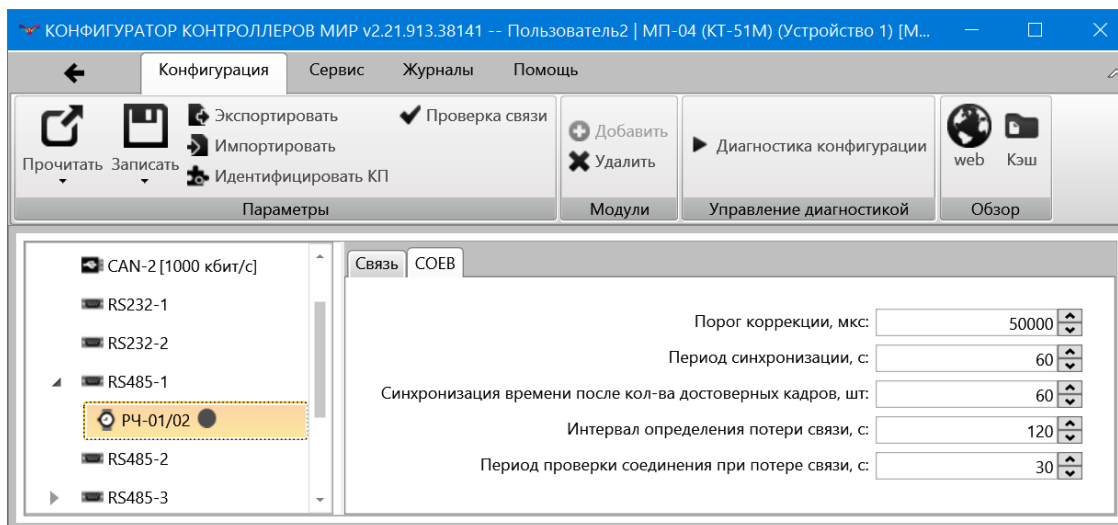 КОНФИГУРАТОР КОНТРОЛЛЕРОВ МИР v2.21.913.38141 -- Пользователь2 | МП-04 (КТ-51М) (Устройство 1) [М...
Конфигурация Сервис Журналы Помощь
Экспортировать Проверка связи
Импортировать
Идентифицировать КП
Прочитать Записать
Добавить
Удалить
Диагностика конфигурации
web Кэш
Параметры Модули Управление диагностикой Обзор
CAN-2 [1000 кбит/с]
RS232-1
RS232-2
RS485-1
РЧ-01/02
RS485-2
RS485-3
Связь СОЕВ
Порог коррекции, мкс: 50000
Период синхронизации, с: 60
Синхронизация времени после кол-ва достоверных кадров, шт: 60
Интервал определения потери связи, с: 120
Период проверки соединения при потере связи, с: 30